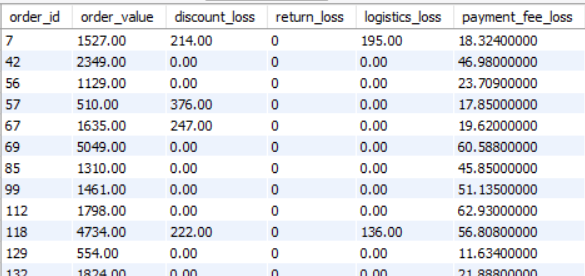 order_id order_value discount_loss return_loss logistics_loss payment_fee_loss
7 1527.00 214.00 0 195.00 18.32400000
42 2349.00 0.00 0 0.00 46.98000000
56 1129.00 0.00 0 0.00 23.70900000
57 510.00 376.00 0 0.00 17.85000000
67 1635.00 247.00 0 0.00 19.62000000
69 5049.00 0.00 0 0.00 60.58800000
85 1310.00 0.00 0 0.00 45.85000000
99 1461.00 0.00 0 0.00 51.13500000
112 1798.00 0.00 0 0.00 62.93000000
118 4734.00 222.00 0 136.00 56.80800000
129 554.00 0.00 0 0.00 11.63400000
132 1824.00 0.00 0 0.00 21.88800000